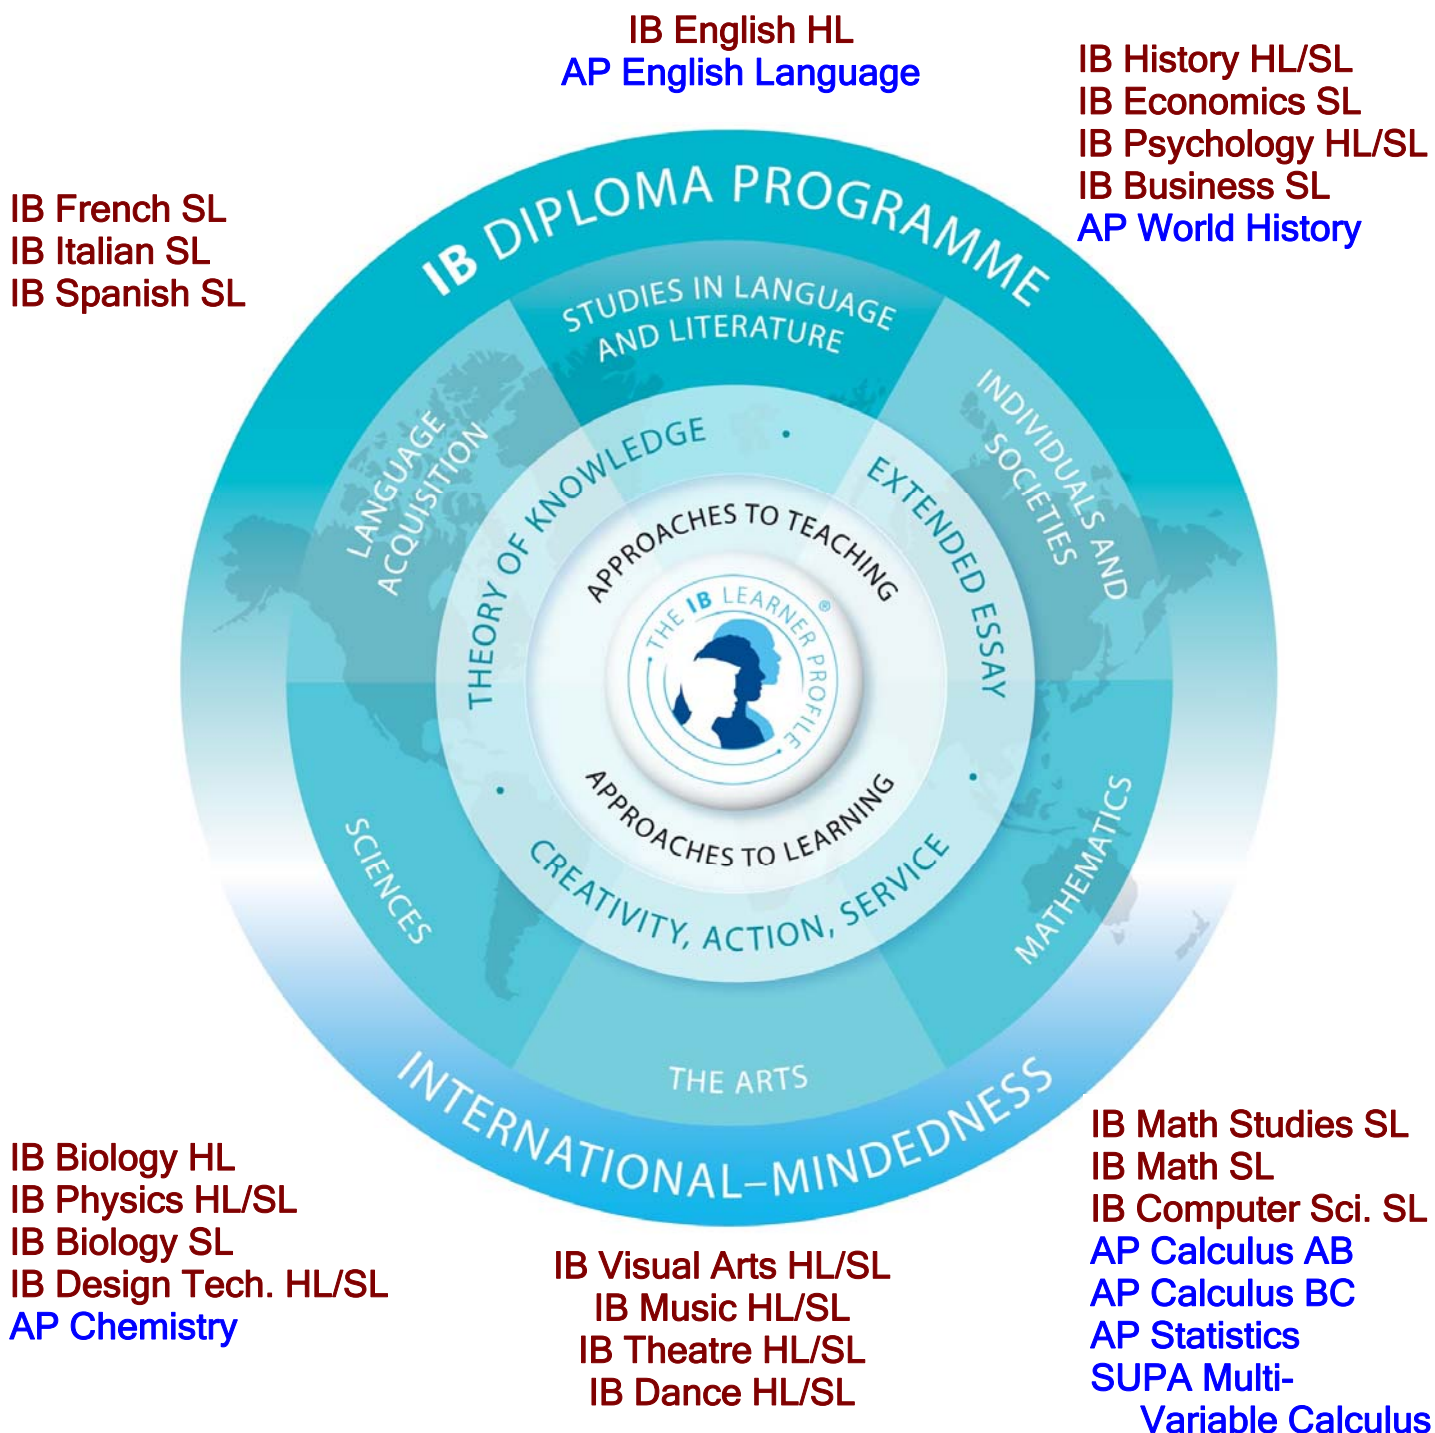 IB English HL
AP English Language
IB History HL/SL
IB Economics SL
IB Psychology HL/SL
IB Business SL
AP World History
IB French SL
IB Italian SL
IB Spanish SL
IB DIPLOMA PROGRAMME
STUDIES IN LANGUAGE
AND LITERATURE
LANGUAGE
ACQUISITION
INDIVIDUALS AND
SOCIETIES
THEORY OF KNOWLEDGE
EXTENDED ESSAY
APPROACHES TO TEACHING
THE IB LEARNER PROFILE ®
APPROACHES TO LEARNING
CREATIVITY, ACTION, SERVICE
SCIENCES
MATHEMATICS
THE ARTS
INTERNATIONAL–MINDEDNESS
IB Biology HL
IB Physics HL/SL
IB Biology SL
IB Design Tech. HL/SL
AP Chemistry
IB Visual Arts HL/SL
IB Music HL/SL
IB Theatre HL/SL
IB Dance HL/SL
IB Math Studies SL
IB Math SL
IB Computer Sci. SL
AP Calculus AB
AP Calculus BC
AP Statistics
SUPA Multi-
Variable Calculus